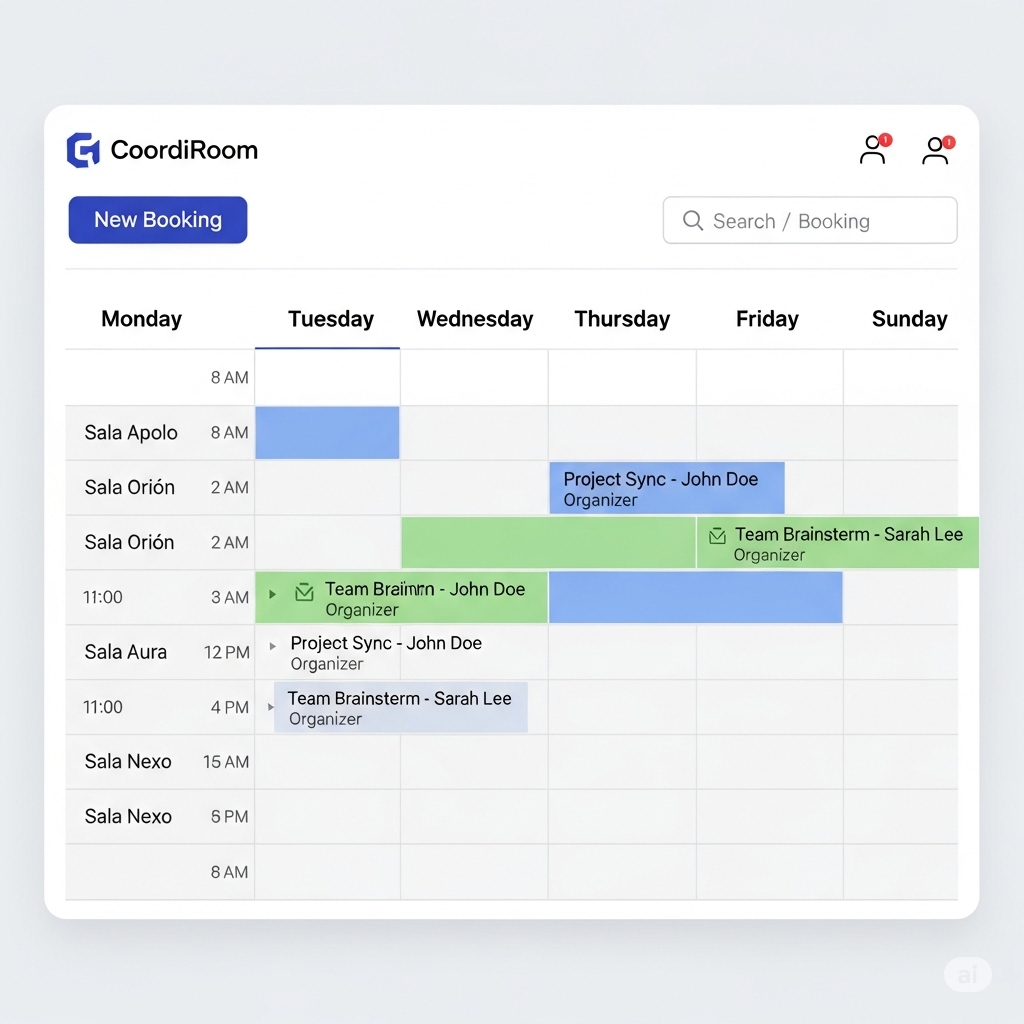 CoordiRoom
1
1
New Booking
Search / Booking
Monday
Tuesday
Wednesday
Thursday
Friday
Sunday
8 AM
Sala Apolo
8 AM
Sala Orión
2 AM
Project Sync - John Doe
Organizer
Sala Orión
2 AM
Team Brainsterm - Sarah Lee
Organizer
11:00
3 AM
Team - John Doe
Organizer
Sala Aura
12 PM
Project Sync - John Doe
Organizer
11:00
4 PM
Team Brainsterm - Sarah Lee
Organizer
Sala Nexo
15 AM
Sala Nexo
6 PM
8 AM
ai